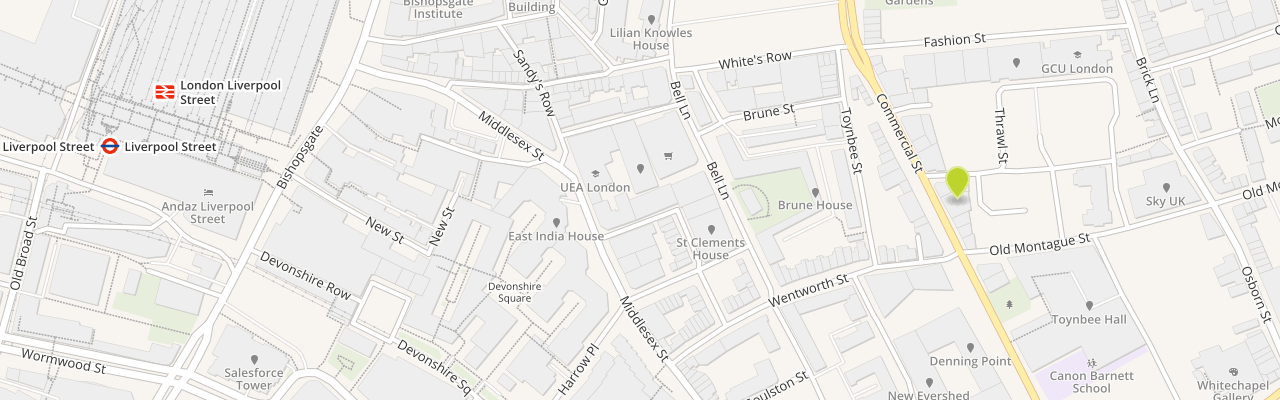 Bishopsgate
Institute
Building
Gardens
Lilian Knowles
House
Fashion St
White's Row
GCU London
Sandy's Row
Bell Ln
Brick Ln
London Liverpool
Street
Middlesex St
Brune St
Toynbee St
Commercial St
Thrawl St
Liverpool Street
Liverpool Street
Bishopsgate
UEA London
Bell Ln
Andaz Liverpool
Street
Brune House
Sky UK
Old Mo
New St
New St
East India House
St Clements
House
Old Montague St
Old Broad St
Devonshire Row
Devonshire
Square
Wentworth St
Osborn St
Middlesex St
Toynbee Hall
Wormwood St
Devonshire Sq
Harrow Pl
Denning Point
Salesforce
Tower
Canon Barnett
School
New Evershed
Whitechapel
Gallery